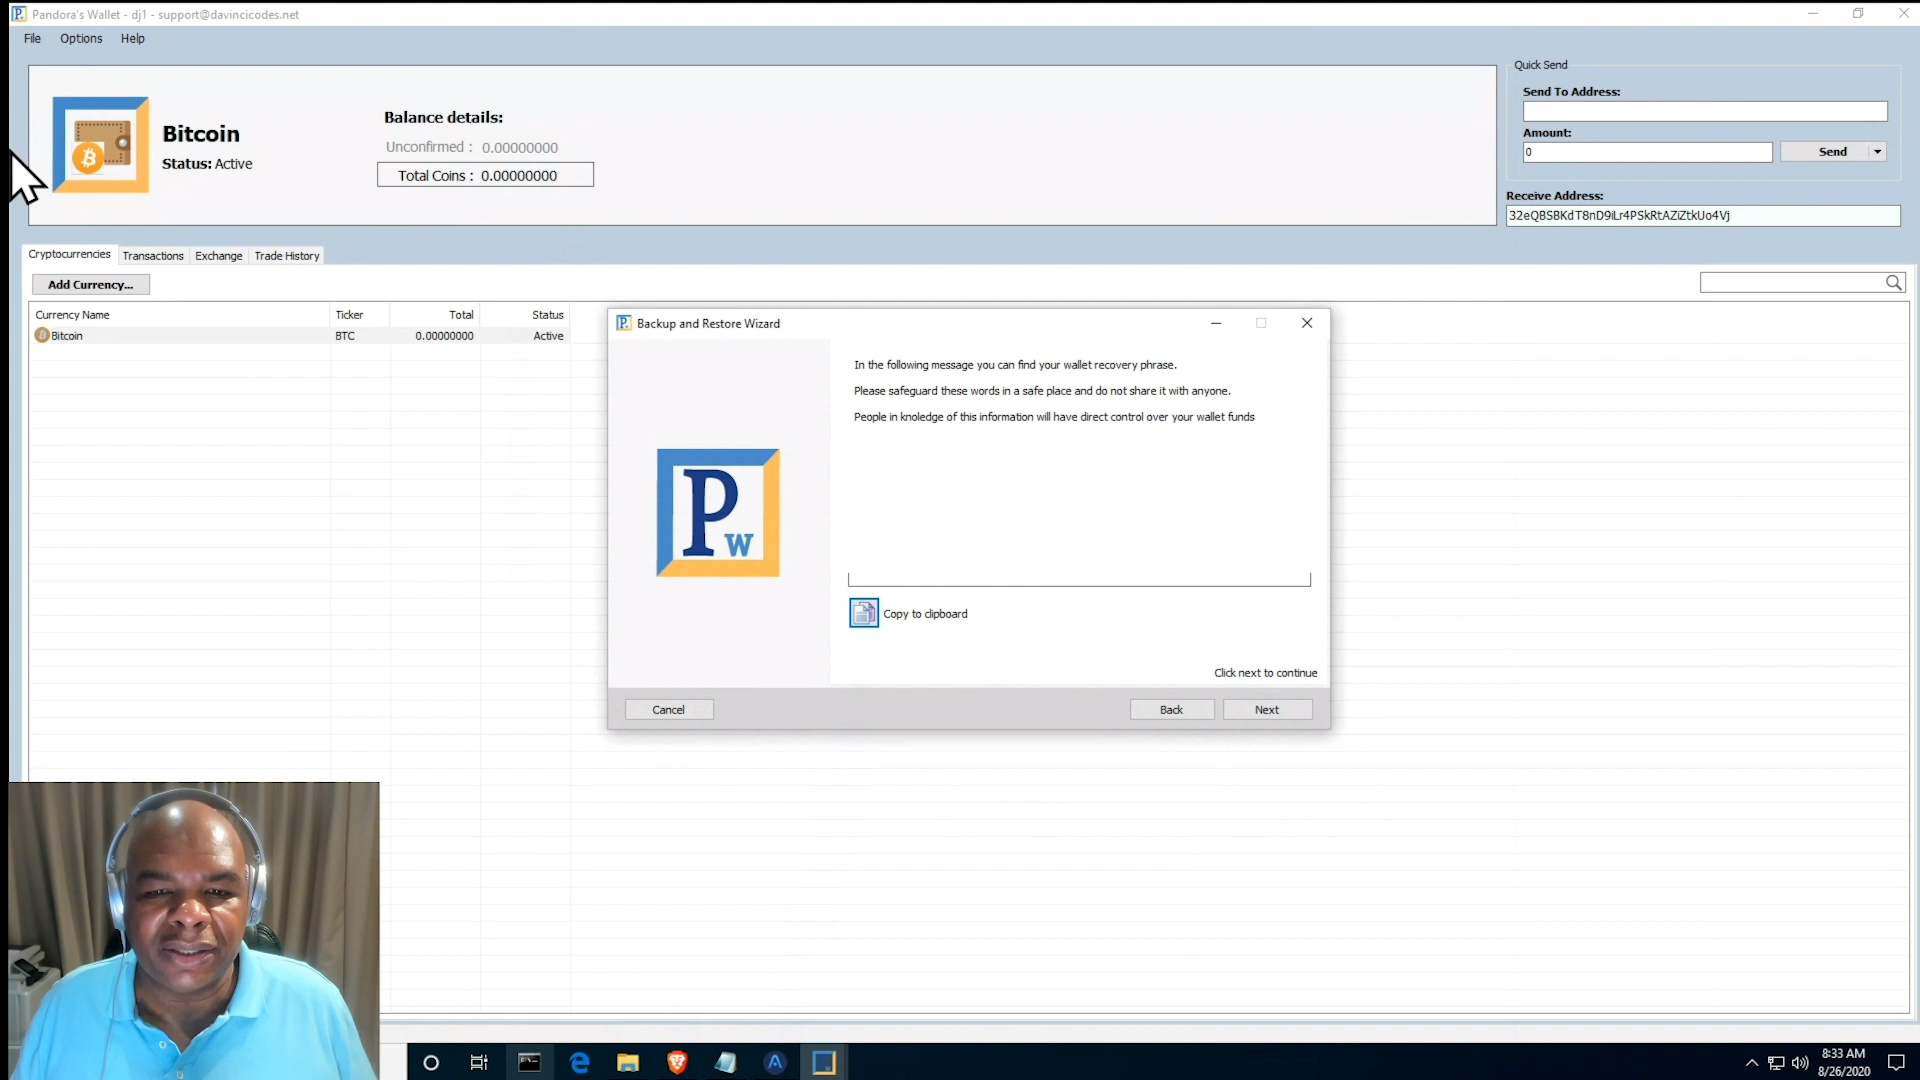 Pandora's Wallet - dj1 - support@davincicodes.net
File Options Help
Bitcoin
Status: Active
Balance details:
Unconfirmed : 0.00000000
Total Coins : 0.00000000
Quick Send
Send To Address:
Amount:
0
Send
Receive Address:
32eQBSBKdT8nD9iLr4PSkRtAZiZtkUo4Vj
Cryptocurrencies Transactions Exchange Trade History
Add Currency...
Currency Name Ticker Total Status
Bitcoin BTC 0.00000000 Active
Backup and Restore Wizard
In the following message you can find your wallet recovery phrase.
Please safeguard these words in a safe place and do not share it with anyone.
People in knoledge of this information will have direct control over your wallet funds
Pw
Copy to clipboard
Click next to continue
Cancel Back Next
8:33 AM
8/26/2020